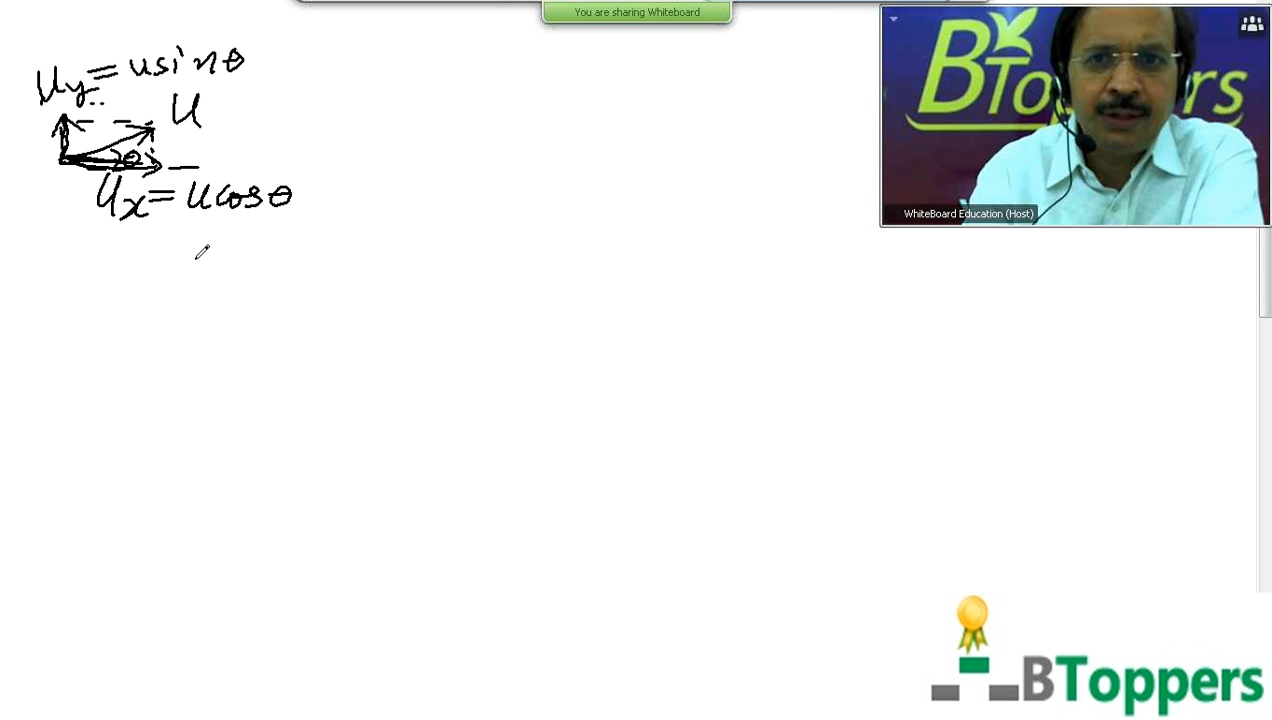 You are sharing Whiteboard
uy = usinθ
u
θ
ux = ucosθ
BToppers
WhiteBoard Education (Host)
BToppers